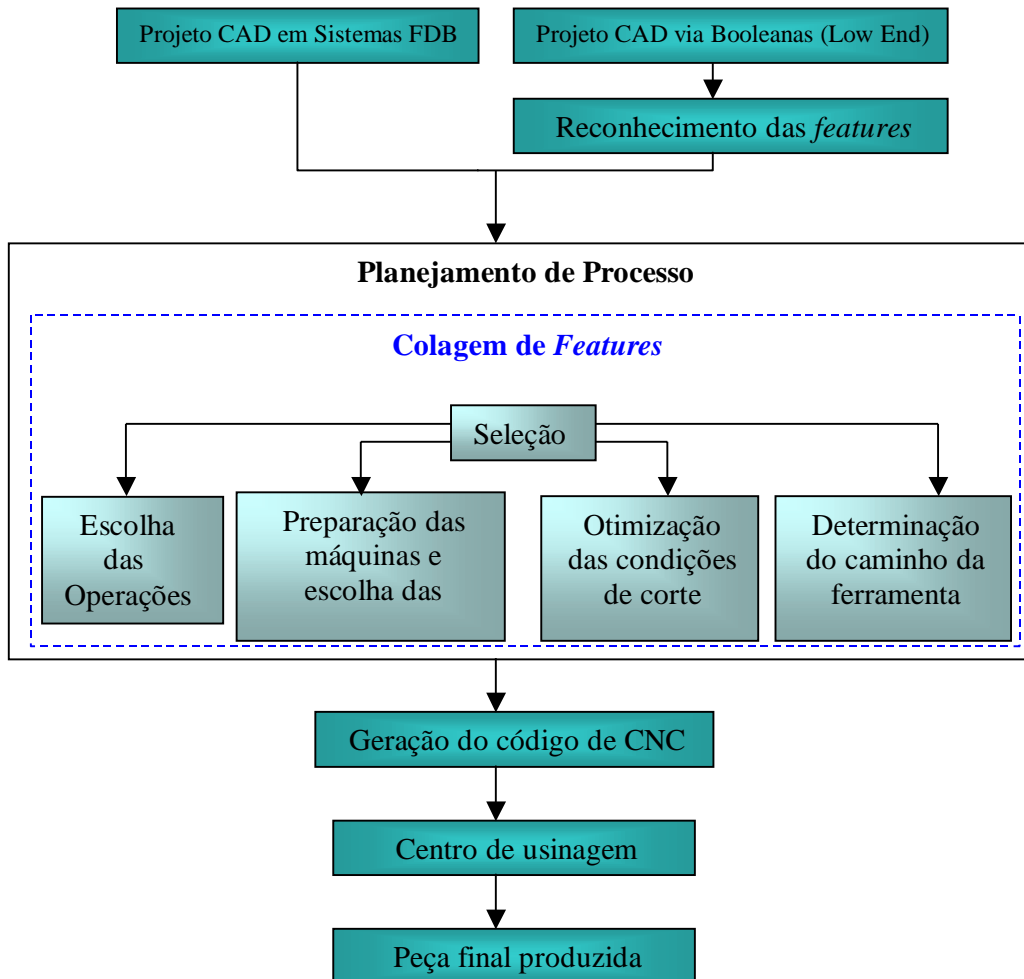 Projeto CAD em Sistemas FDB
Projeto CAD via Booleanas (Low End)
Reconhecimento das features
Planejamento de Processo
Colagem de Features
Seleção
Escolha
das
Operações
Preparação das
máquinas e
escolha das
Otimização
das condições
de corte
Determinação
do caminho da
ferramenta
Geração do código de CNC
Centro de usinagem
Peça final produzida